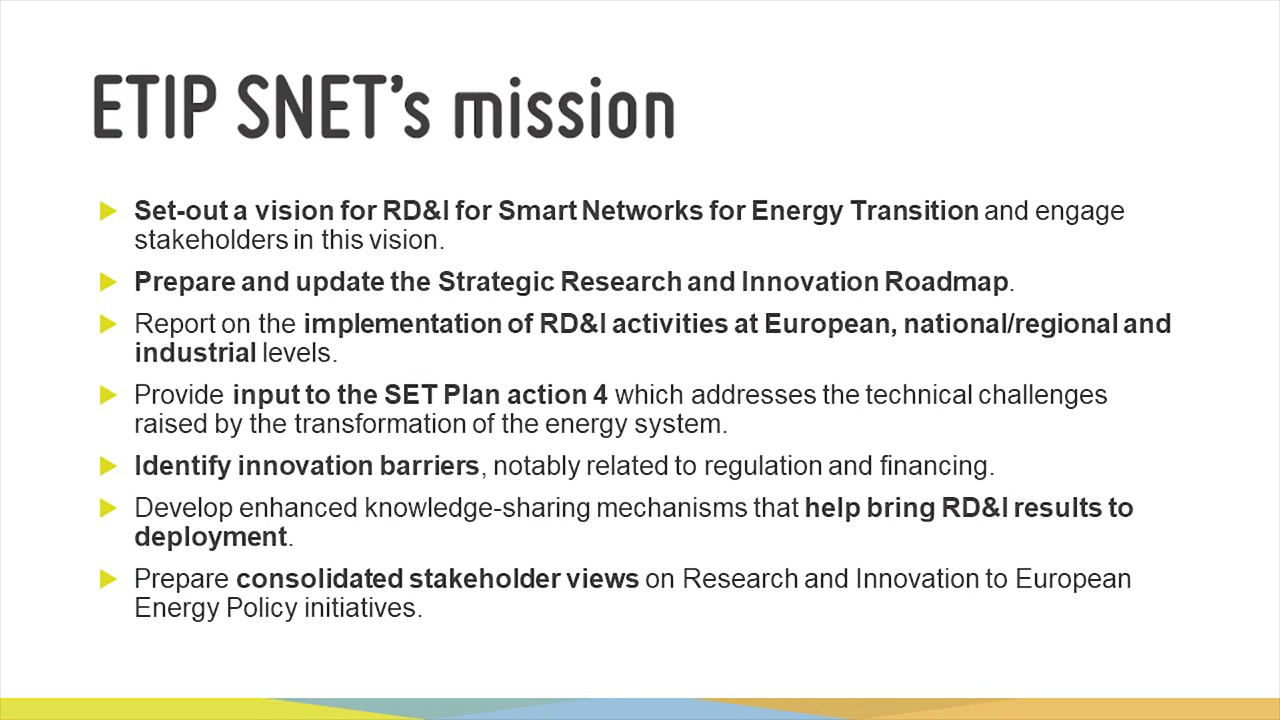 ETIP SNET’s mission
Set-out a vision for RD&I for Smart Networks for Energy Transition and engage
stakeholders in this vision.
Prepare and update the Strategic Research and Innovation Roadmap.
Report on the implementation of RD&I activities at European, national/regional and
industrial levels.
Provide input to the SET Plan action 4 which addresses the technical challenges
raised by the transformation of the energy system.
Identify innovation barriers, notably related to regulation and financing.
Develop enhanced knowledge-sharing mechanisms that help bring RD&I results to
deployment.
Prepare consolidated stakeholder views on Research and Innovation to European
Energy Policy initiatives.